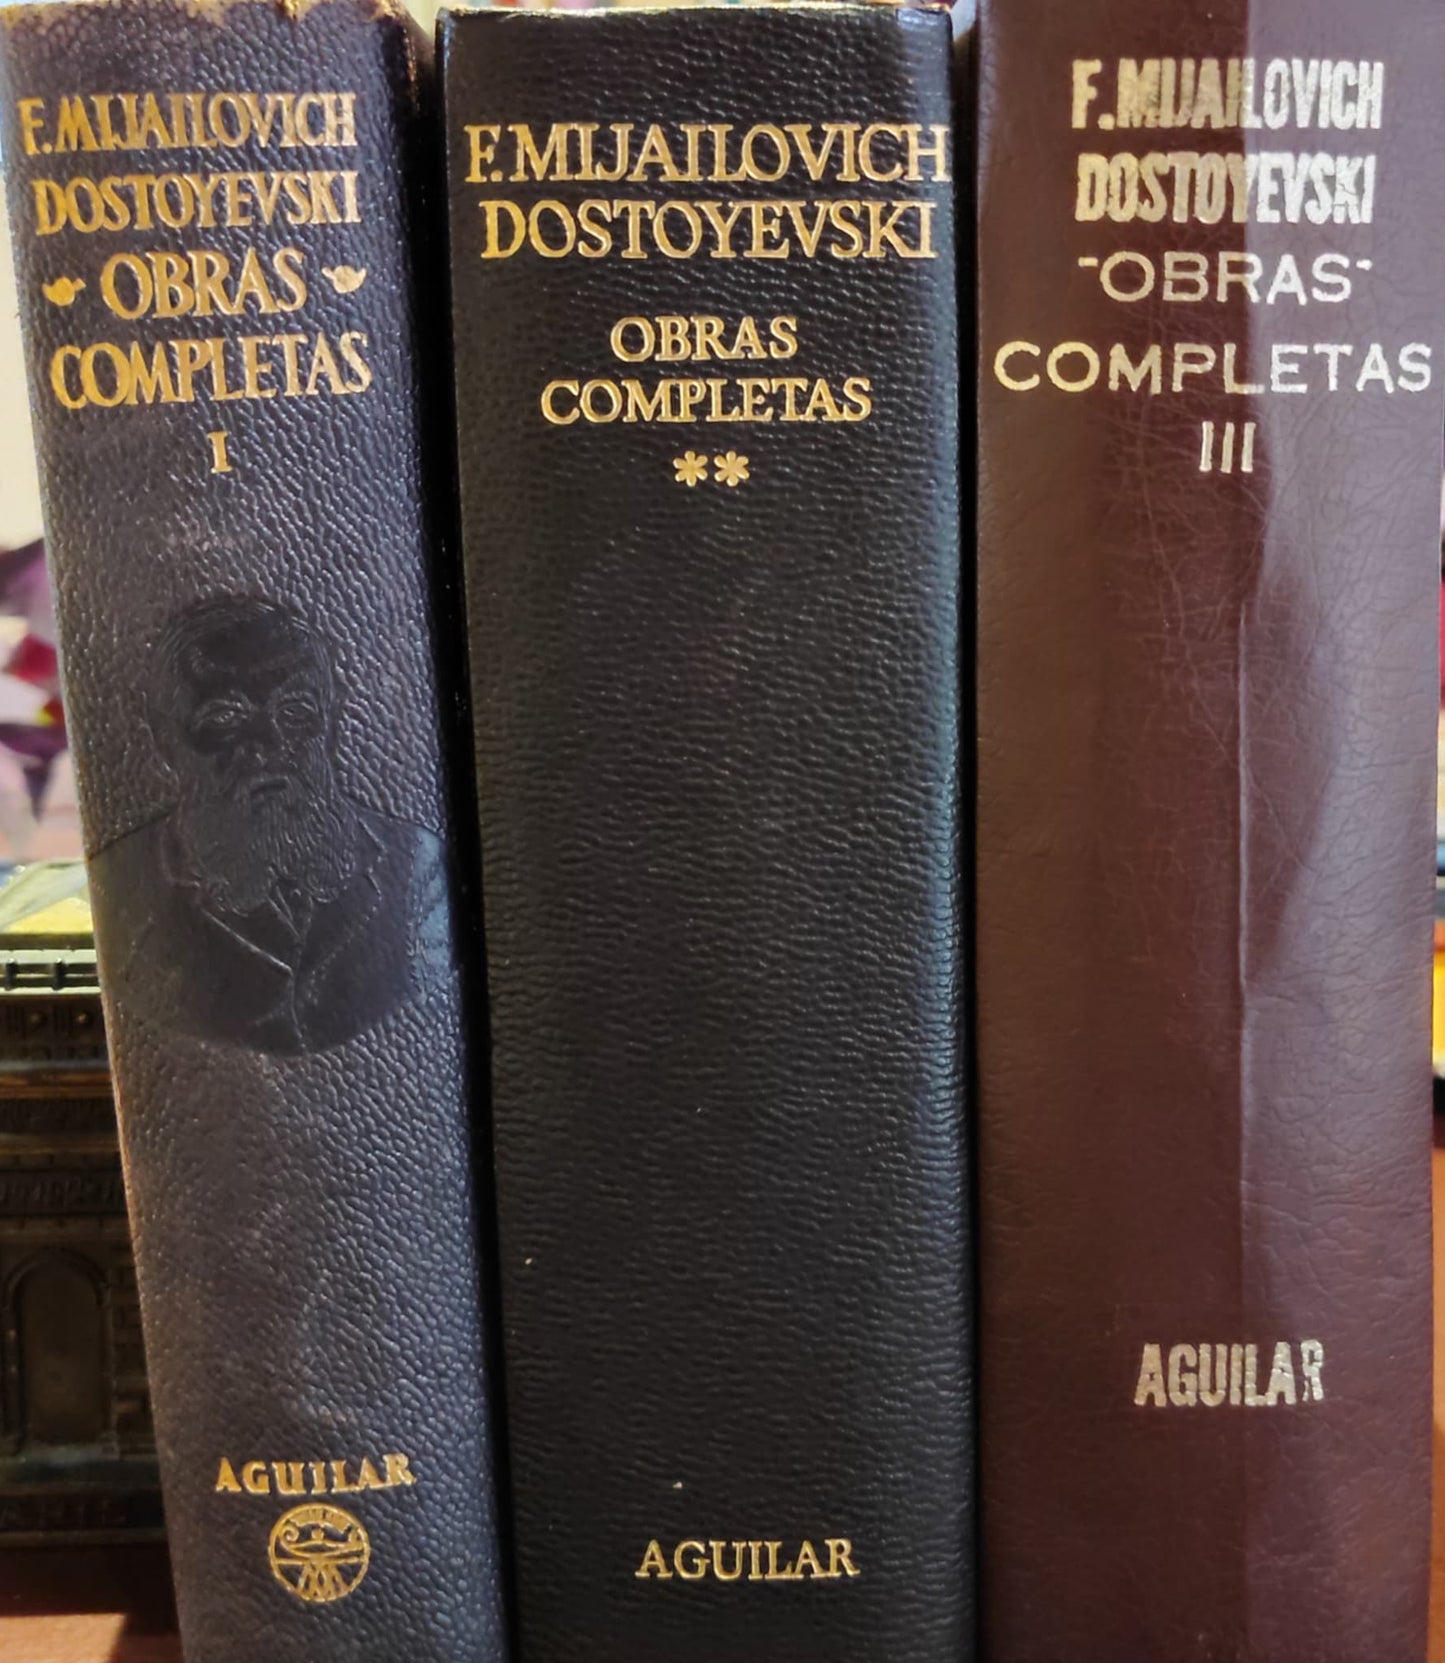 F. MIJAILOVICH
DOSTOYEVSKI
OBRAS
COMPLETAS
I
AGUILAR
F. MIJAILOVICH
DOSTOYEVSKI
OBRAS
COMPLETAS
**
AGUILAR
F. MIJAILOVICH
DOSTOYEVSKI
-OBRAS-
COMPLETAS
III
AGUILAR